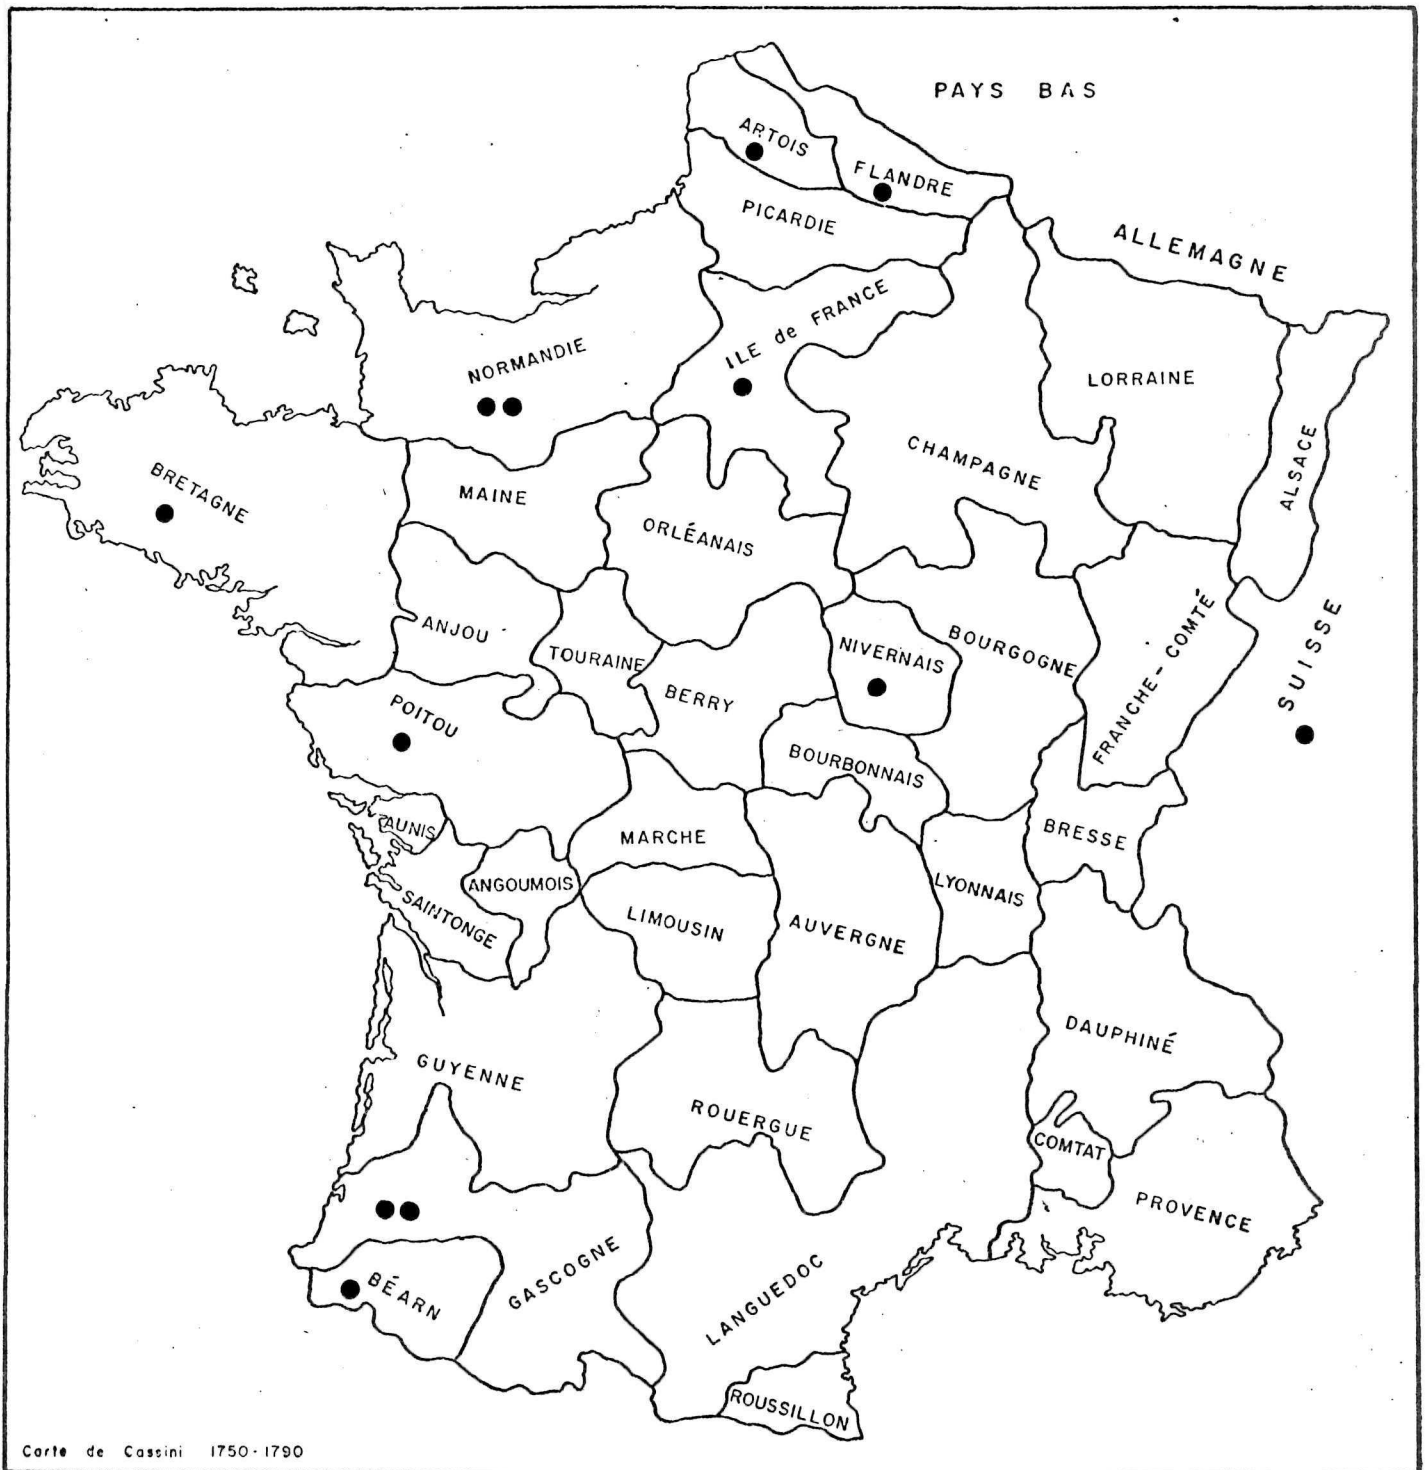 PAYS BAS
ARTOIS
FLANDRE
PICARDIE
ALLEMAGNE
ILE de FRANCE
NORMANDIE
LORRAINE
CHAMPAGNE
ALSACE
BRETAGNE
MAINE
ORLÉANAIS
ANJOU
TOURAINE
BERRY
NIVERNAIS
BOURGOGNE
FRANCHE-COMTÉ
SUISSE
POITOU
BOURBONNAIS
AUNIS
MARCHE
BRESSE
ANGOUMOIS
LYONNAIS
SAINTONGE
LIMOUSIN
AUVERGNE
DAUPHINÉ
GUYENNE
ROUERGUE
COMTAT
PROVENCE
GASCOGNE
BÉARN
LANGUEDOC
ROUSSILLON
Carte de Cassini 1750-1790